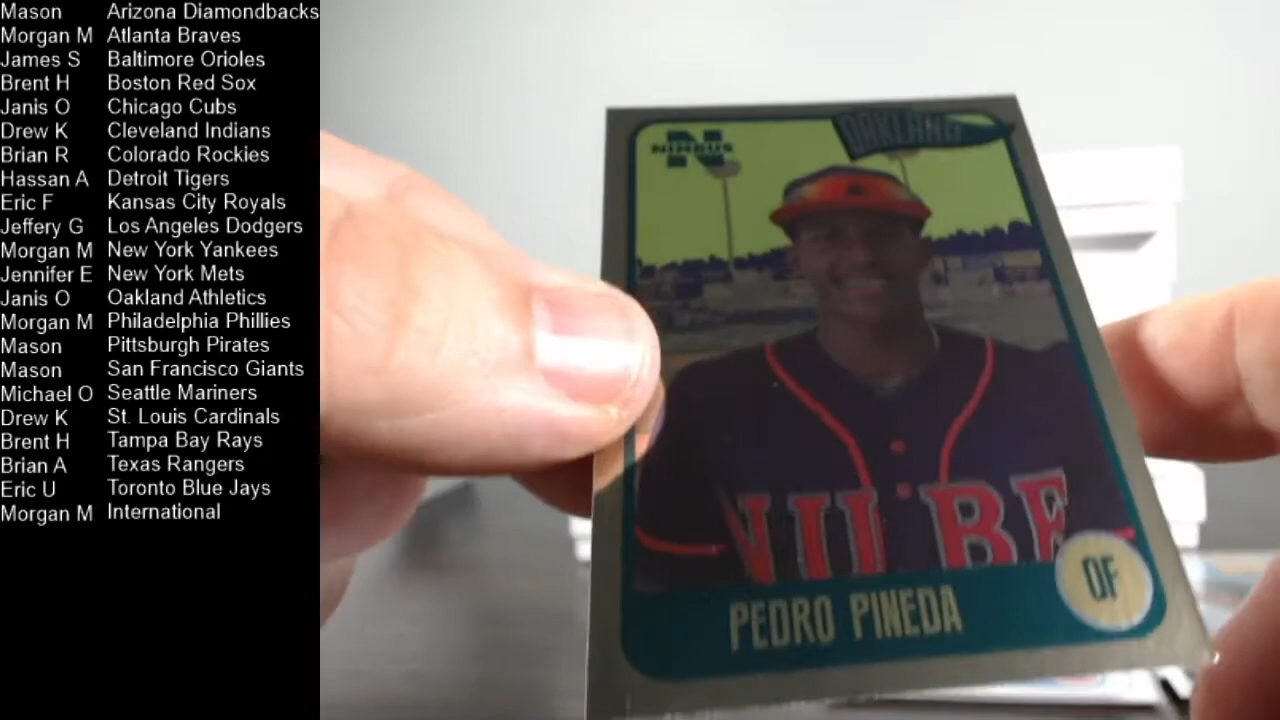 Mason Arizona Diamondbacks
Morgan M Atlanta Braves
James S Baltimore Orioles
Brent H Boston Red Sox
Janis O Chicago Cubs
Drew K Cleveland Indians
Brian R Colorado Rockies
Hassan A Detroit Tigers
Eric F Kansas City Royals
Jeffery G Los Angeles Dodgers
Morgan M New York Yankees
Jennifer E New York Mets
Janis O Oakland Athletics
Morgan M Philadelphia Phillies
Mason Pittsburgh Pirates
Mason San Francisco Giants
Michael O Seattle Mariners
Drew K St. Louis Cardinals
Brent H Tampa Bay Rays
Brian A Texas Rangers
Eric U Toronto Blue Jays
Morgan M International
OAKLAND
N
NIMBUS
OF
PEDRO PINEDA